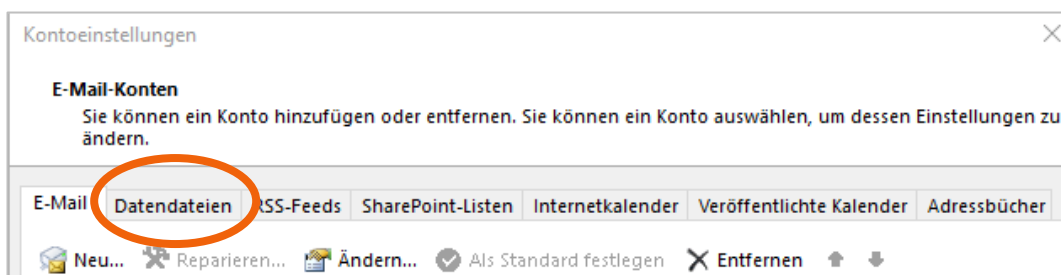 Kontoeinstellungen
E-Mail-Konten
Sie können ein Konto hinzufügen oder entfernen. Sie können ein Konto auswählen, um dessen Einstellungen zu
ändern.
E-Mail Datendateien RSS-Feeds SharePoint-Listen Internetkalender Veröffentlichte Kalender Adressbücher
Neu... Reparieren... Ändern... Als Standard festlegen Entfernen